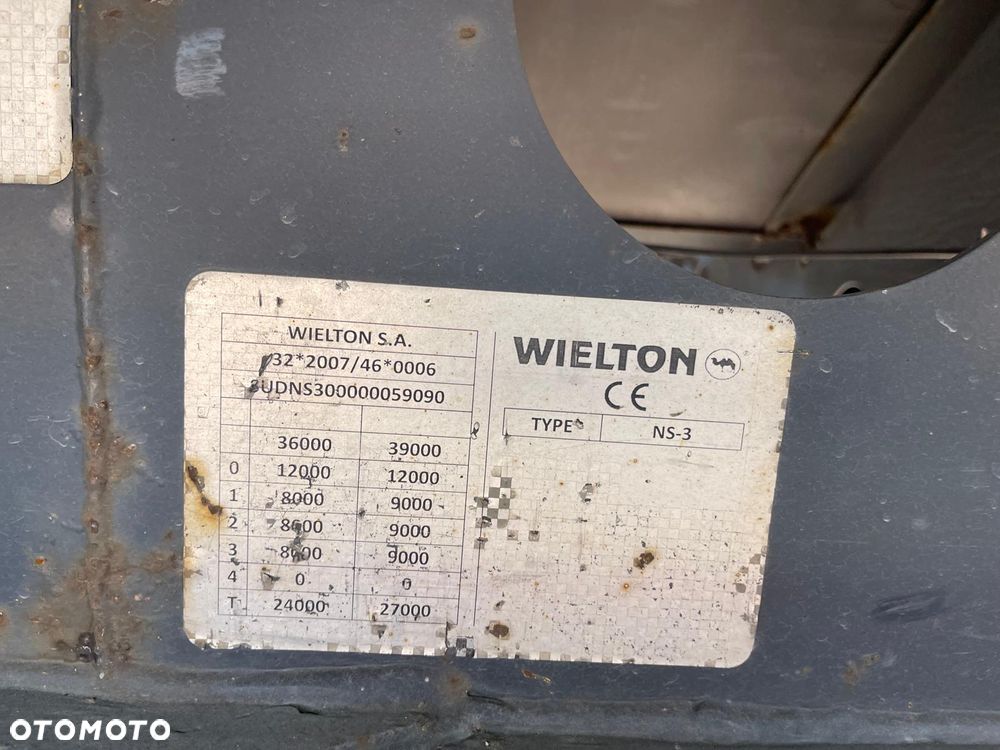 WIELTON S.A.
32*2007/46*0006
SUDNS300000059090
36000 39000
0 12000 12000
1 8000 9000
2 8000 9000
3 8000 9000
4 0 0
T 24000 27000
WIELTON
CE
TYPE NS-3
OTOMOTO